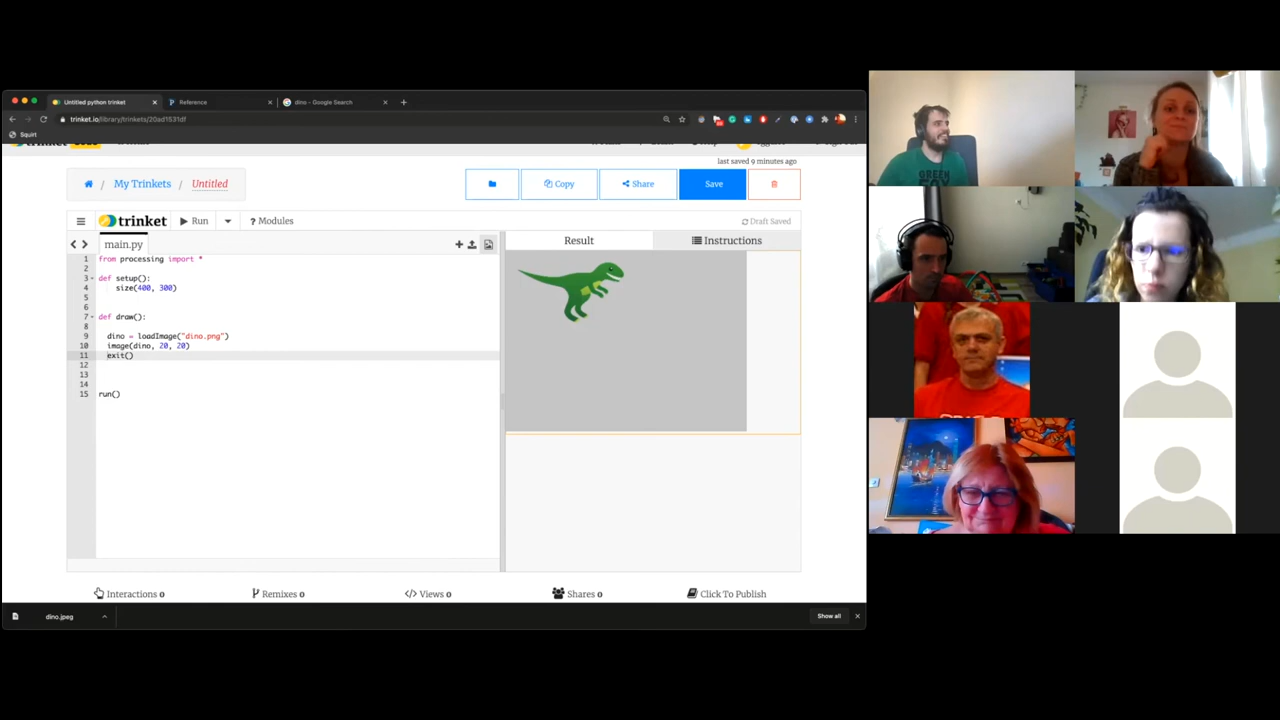 Untitled python trinket
Reference
dino - Google Search
trinket.io/library/trinkets/20ad1531df
Squirt
last saved 9 minutes ago
My Trinkets / Untitled
Copy
Share
Save
trinket
Run
? Modules
Draft Saved
main.py
Result
Instructions
1 from processing import *
2
3 def setup():
4 size(400, 300)
5
6
7 def draw():
8
9 dino = loadImage("dino.png")
10 image(dino, 20, 20)
11 exit()
12
13
14
15 run()
Interactions 0
Remixes 0
</> Views 0
Shares 0
Click To Publish
dino.jpeg
Show all
GREEN